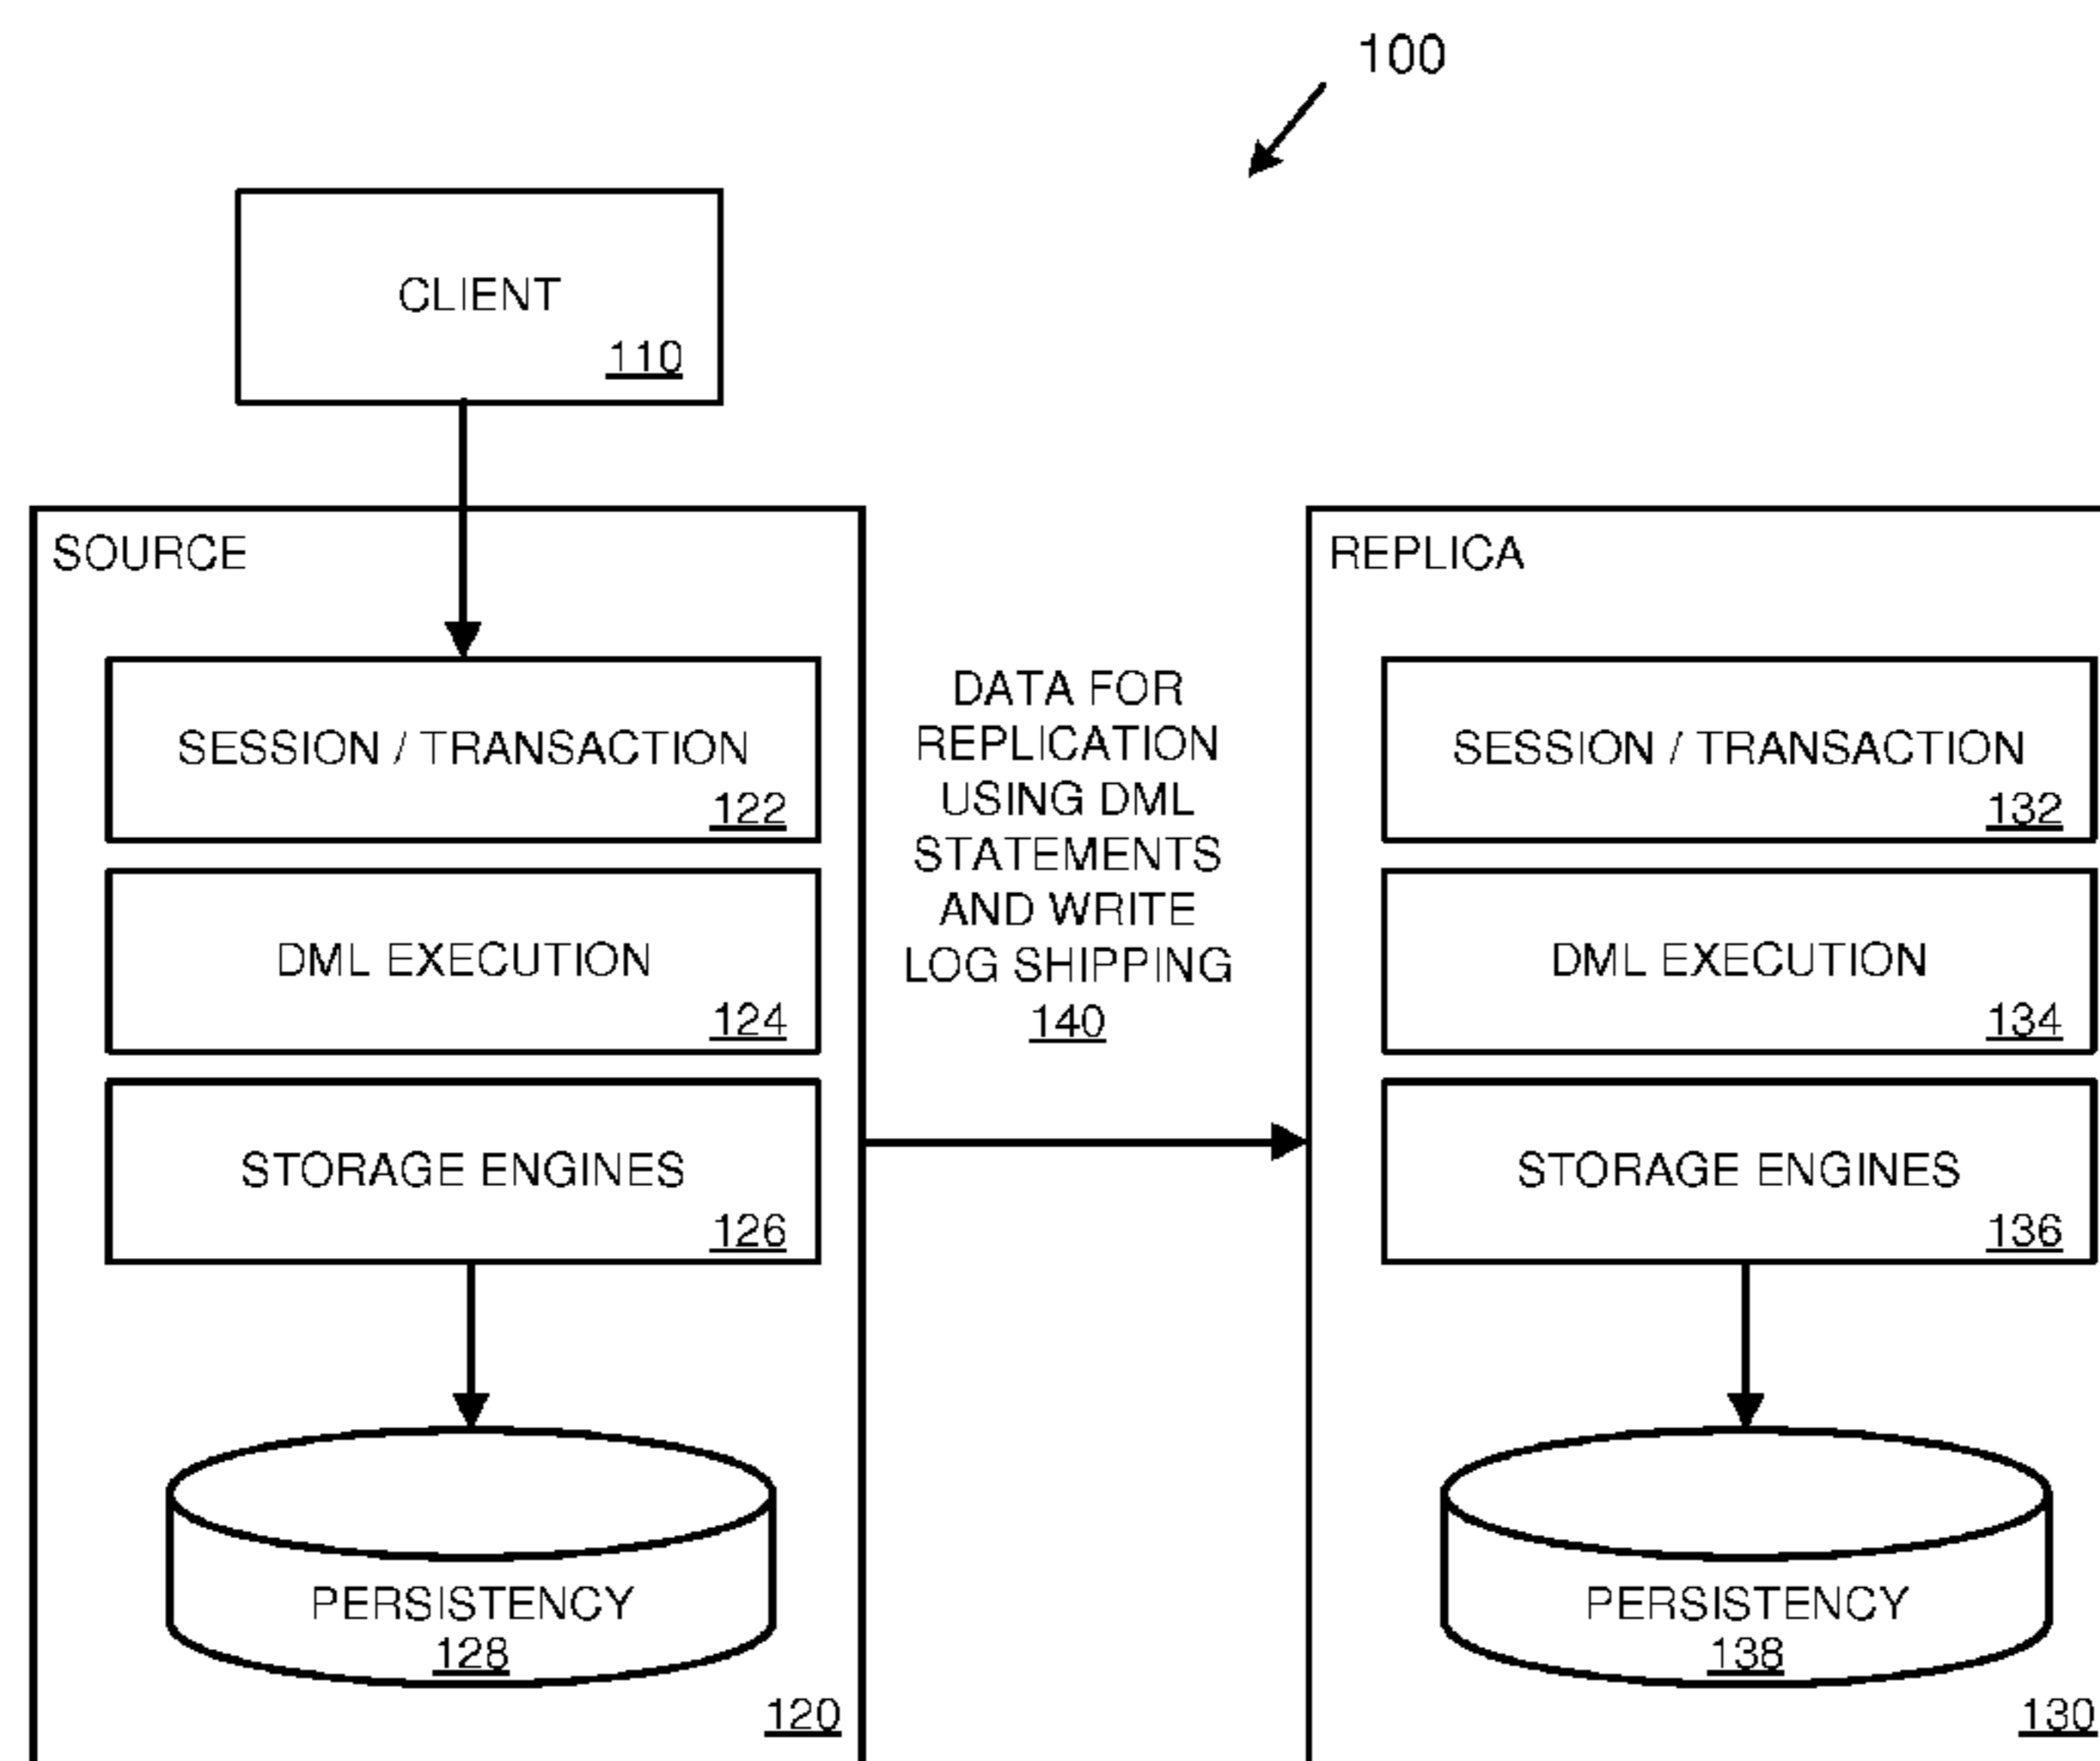 100
CLIENT
110
SOURCE
SESSION / TRANSACTION
122
DML EXECUTION
124
STORAGE ENGINES
126
PERSISTENCY
128
120
DATA FOR
REPLICATION
USING DML
STATEMENTS
AND WRITE
LOG SHIPPING
140
REPLICA
SESSION / TRANSACTION
132
DML EXECUTION
134
STORAGE ENGINES
136
PERSISTENCY
138
130